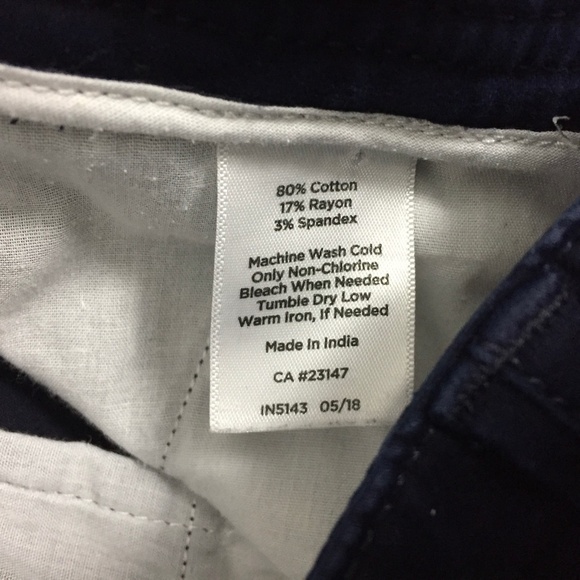 80% Cotton
17% Rayon
3% Spandex
Machine Wash Cold
Only Non-Chlorine
Bleach When Needed
Tumble Dry Low
Warm Iron, If Needed
Made In India
CA #23147
IN5143 05/18